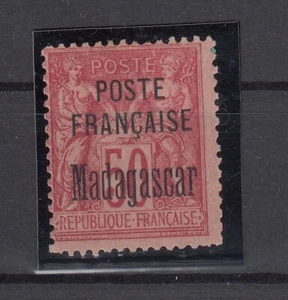 POSTE
POSTE
FRANÇAISE
50
Madagascar
REPUBLIQUE·FRANÇAISE